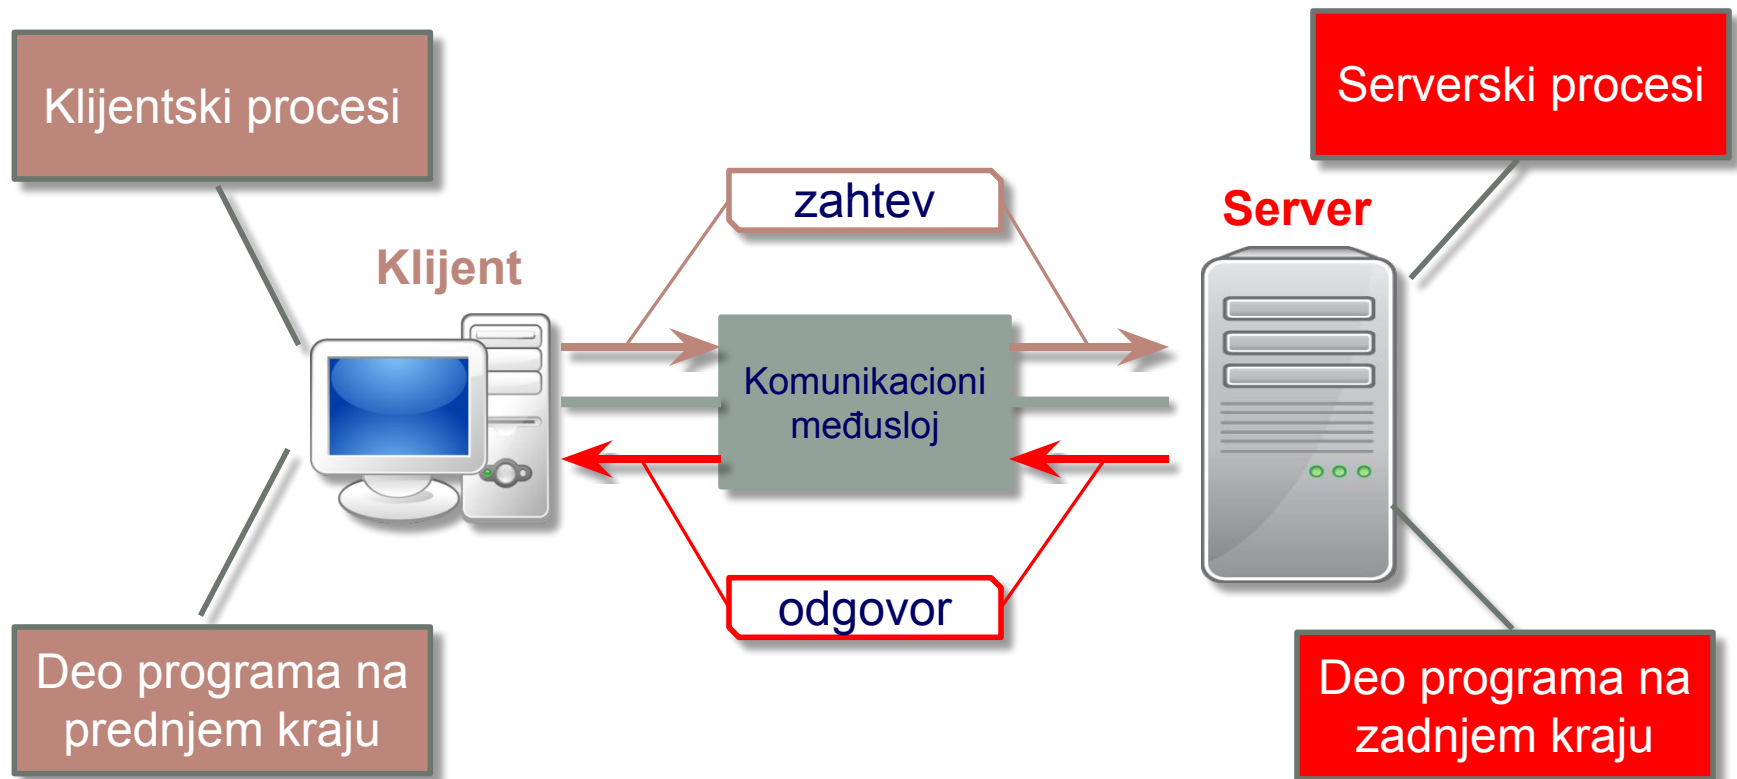 Klijentski procesi
Serverski procesi
zahtev
Server
Klijent
Komunikacioni
međusloj
odgovor
Deo programa na
prednjem kraju
Deo programa na
zadnjem kraju